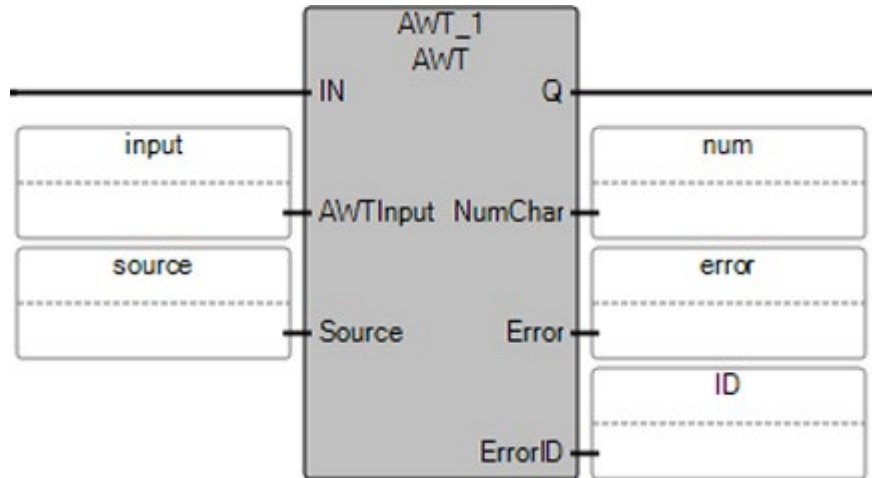 AWT_1
AWT
IN Q
input num
AWTInput NumChar
source error
Source Error
ID
ErrorID